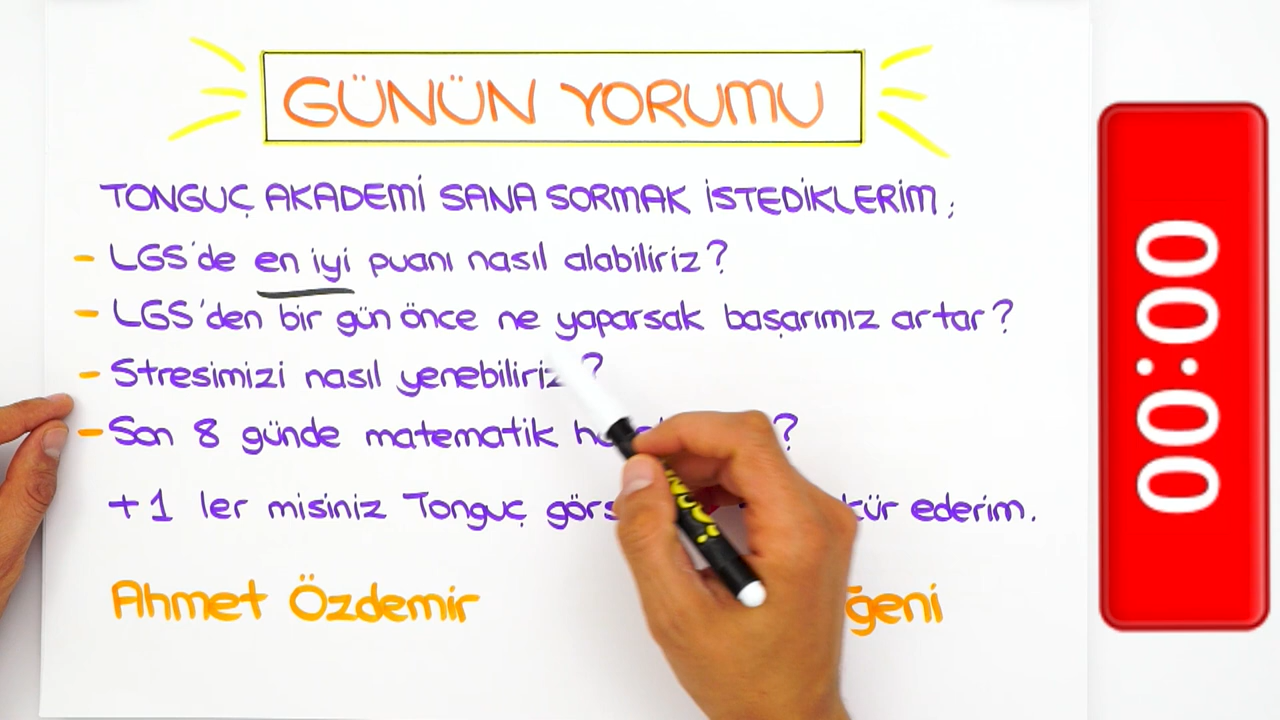 GÜNÜN YORUMU
TONGUÇ AKADEMİ SANA SORMAK İSTEDİKLERİM;
- LGS'de en iyi puanı nasıl alabiliriz?
- LGS'den bir gün önce ne yaparsak başarımız artar?
- Stresimizi nasıl yenebiliriz?
- Son 8 günde matematik ?
+1 ler misiniz Tonguç ederim.
Ahmet Özdemir
00:00